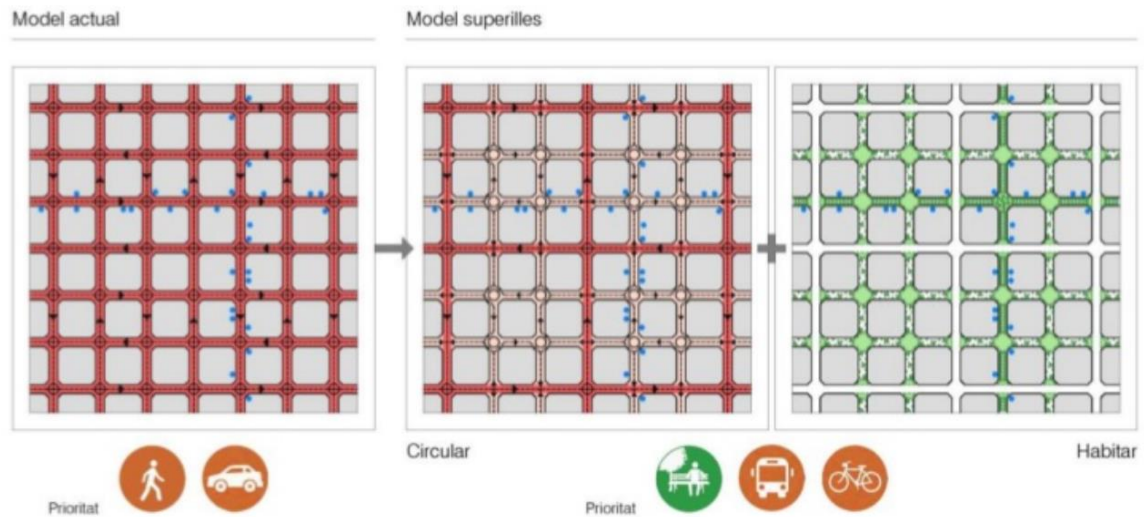 Model actual
Model superilles
Circular
Habitar
Prioritat
Prioritat